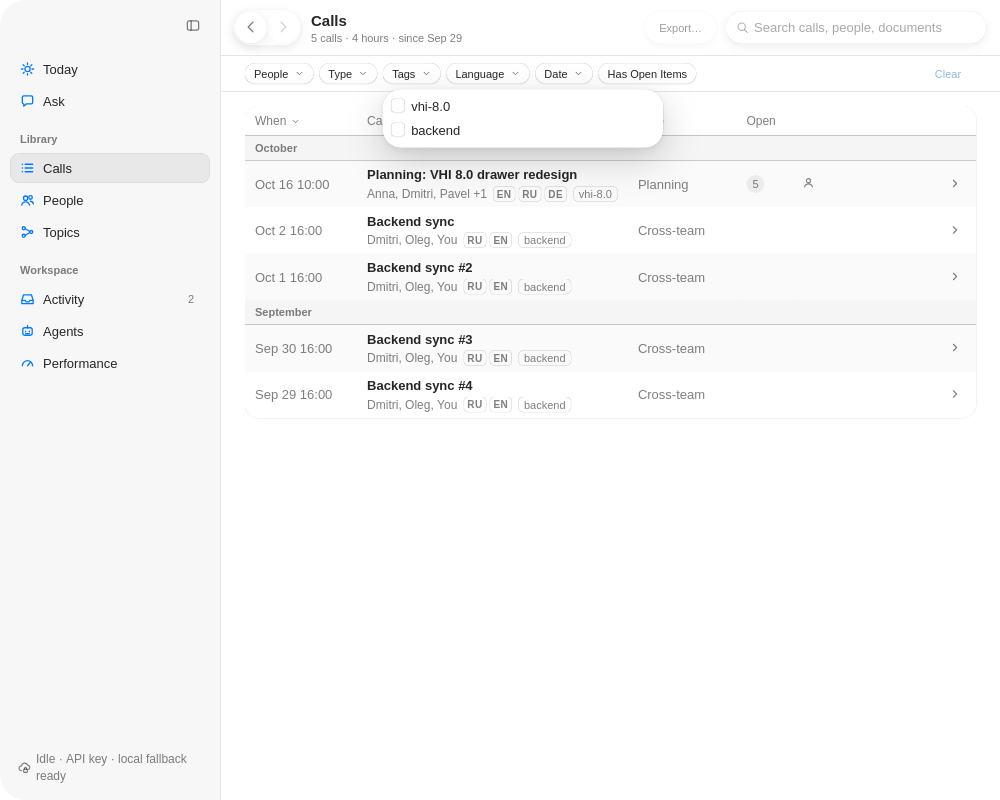 Today
Ask
Library
Calls
People
Topics
Workspace
Activity 2
Agents
Performance
Idle · API key · local fallback
ready
Calls
5 calls · 4 hours · since Sep 29
Export…
Search calls, people, documents
People Type Tags Language Date Has Open Items Clear
vhi-8.0
backend
When Open
October
Oct 16 10:00 Planning: VHI 8.0 drawer redesign Planning 5
Anna, Dmitri, Pavel +1 EN RU DE vhi-8.0
Oct 2 16:00 Backend sync Cross-team
Dmitri, Oleg, You RU EN backend
Oct 1 16:00 Backend sync #2 Cross-team
Dmitri, Oleg, You RU EN backend
September
Sep 30 16:00 Backend sync #3 Cross-team
Dmitri, Oleg, You RU EN backend
Sep 29 16:00 Backend sync #4 Cross-team
Dmitri, Oleg, You RU EN backend